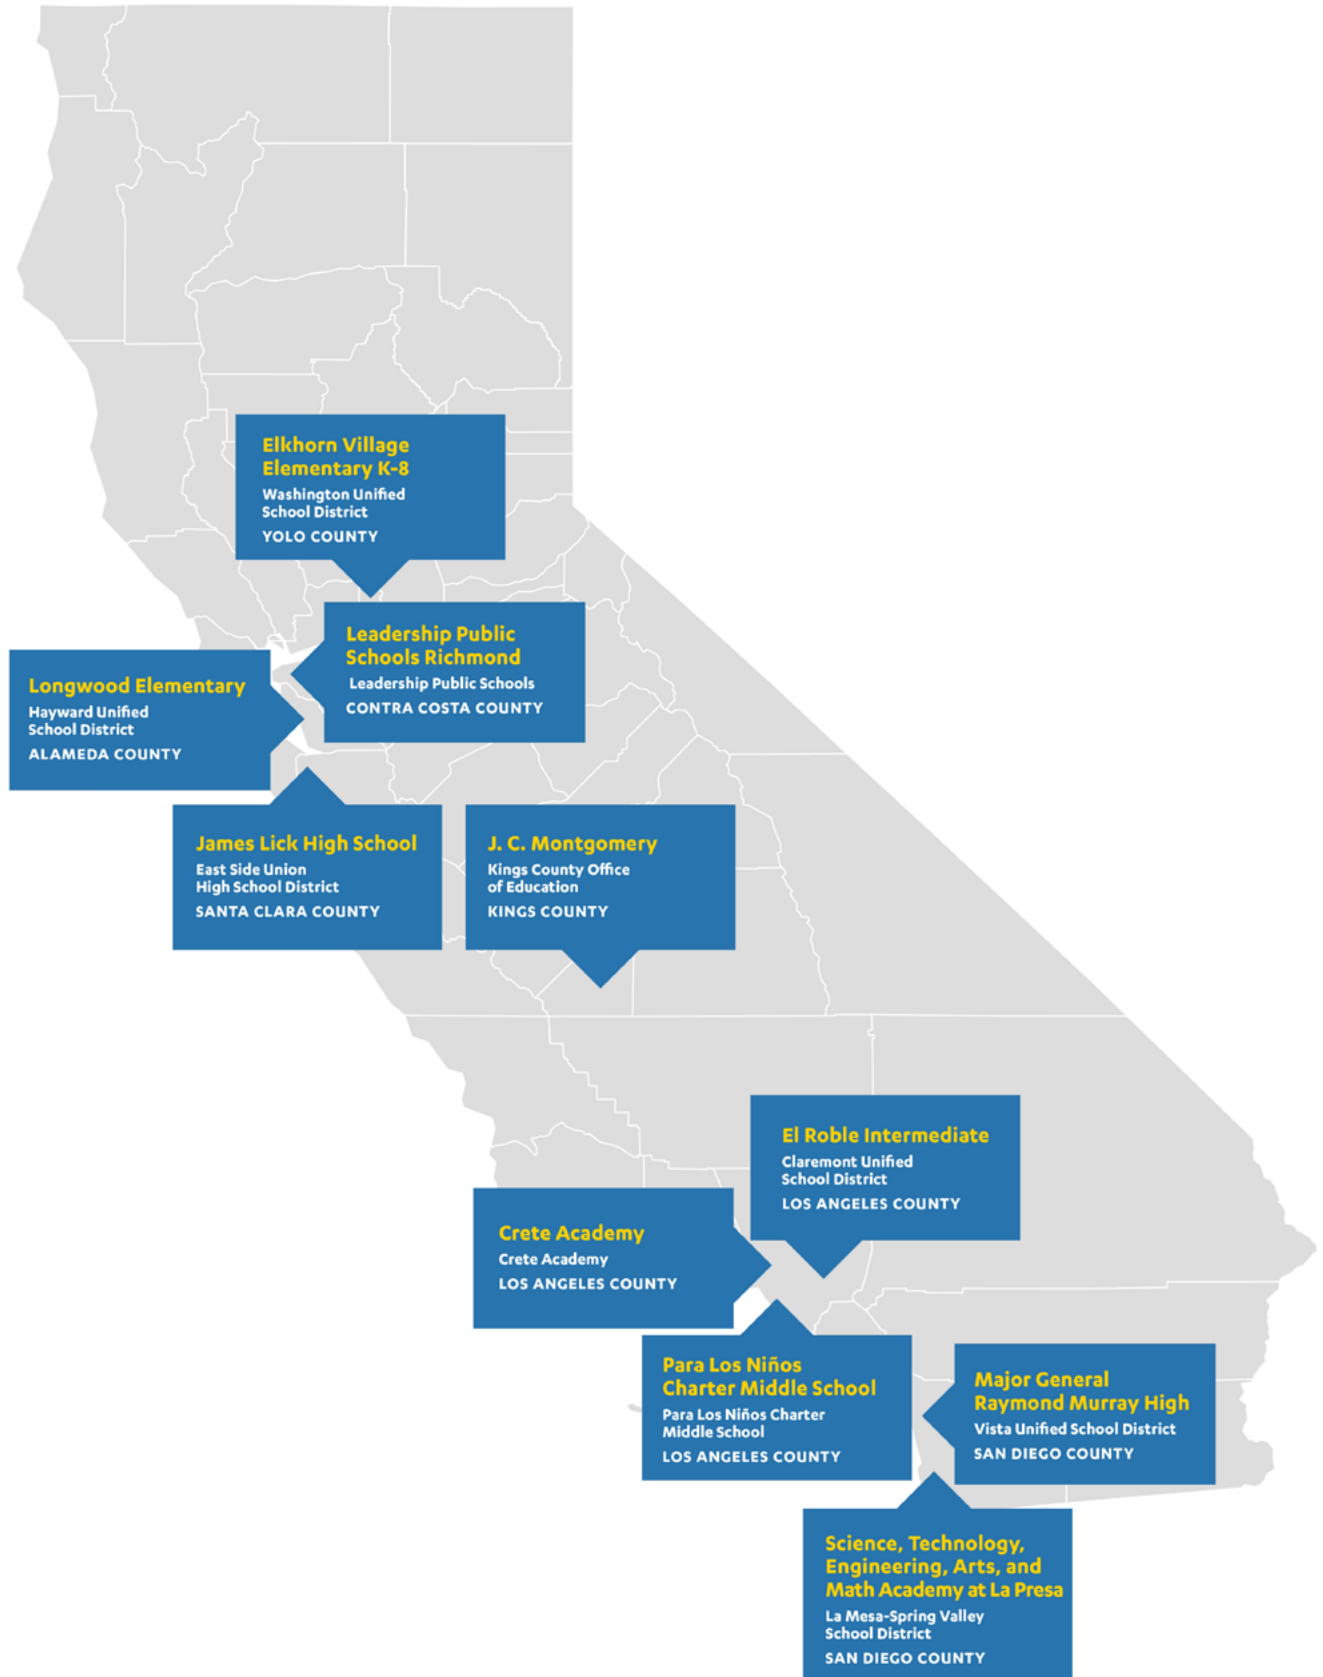 Elkhorn Village
Elementary K-8
Washington Unified
School District
YOLO COUNTY
Leadership Public
Schools Richmond
Leadership Public Schools
CONTRA COSTA COUNTY
Longwood Elementary
Hayward Unified
School District
ALAMEDA COUNTY
James Lick High School
East Side Union
High School District
SANTA CLARA COUNTY
J. C. Montgomery
Kings County Office
of Education
KINGS COUNTY
El Roble Intermediate
Claremont Unified
School District
LOS ANGELES COUNTY
Crete Academy
Crete Academy
LOS ANGELES COUNTY
Para Los Niños
Charter Middle School
Para Los Niños Charter
Middle School
LOS ANGELES COUNTY
Major General
Raymond Murray High
Vista Unified School District
SAN DIEGO COUNTY
Science, Technology,
Engineering, Arts, and
Math Academy at La Presa
La Mesa-Spring Valley
School District
SAN DIEGO COUNTY